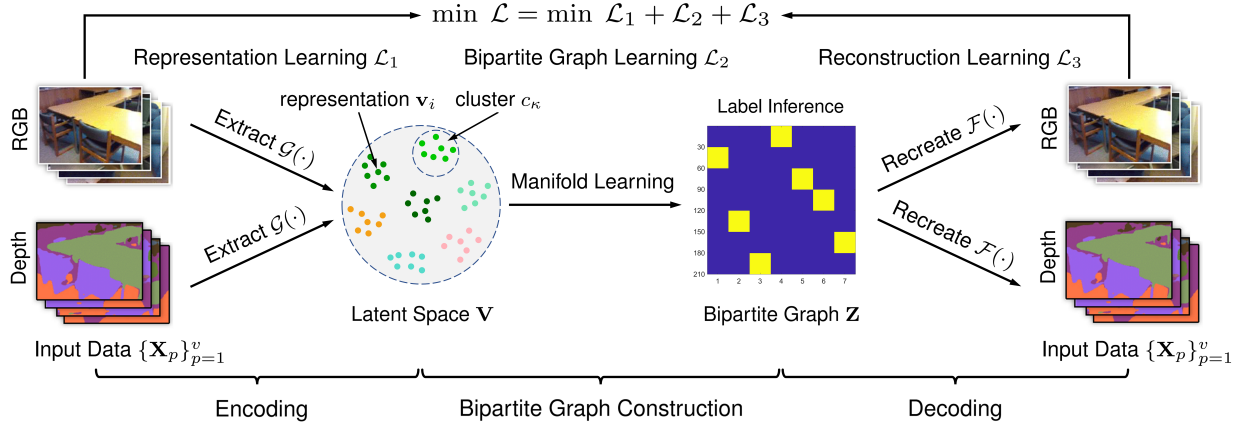 min 𝓛 = min 𝓛₁ + 𝓛₂ + 𝓛₃
Representation Learning 𝓛₁
Bipartite Graph Learning 𝓛₂
Reconstruction Learning 𝓛₃
RGB
Extract 𝒢(·)
representation vᵢ
cluster c_κ
Label Inference
Recreate ℱ(·)
RGB
Manifold Learning
30
60
90
120
150
180
210
1 2 3 4 5 6 7
Depth
Extract 𝒢(·)
Recreate ℱ(·)
Depth
Latent Space V
Bipartite Graph Z
Input Data {X_p}_{p=1}^v
Input Data {X_p}_{p=1}^v
Encoding
Bipartite Graph Construction
Decoding